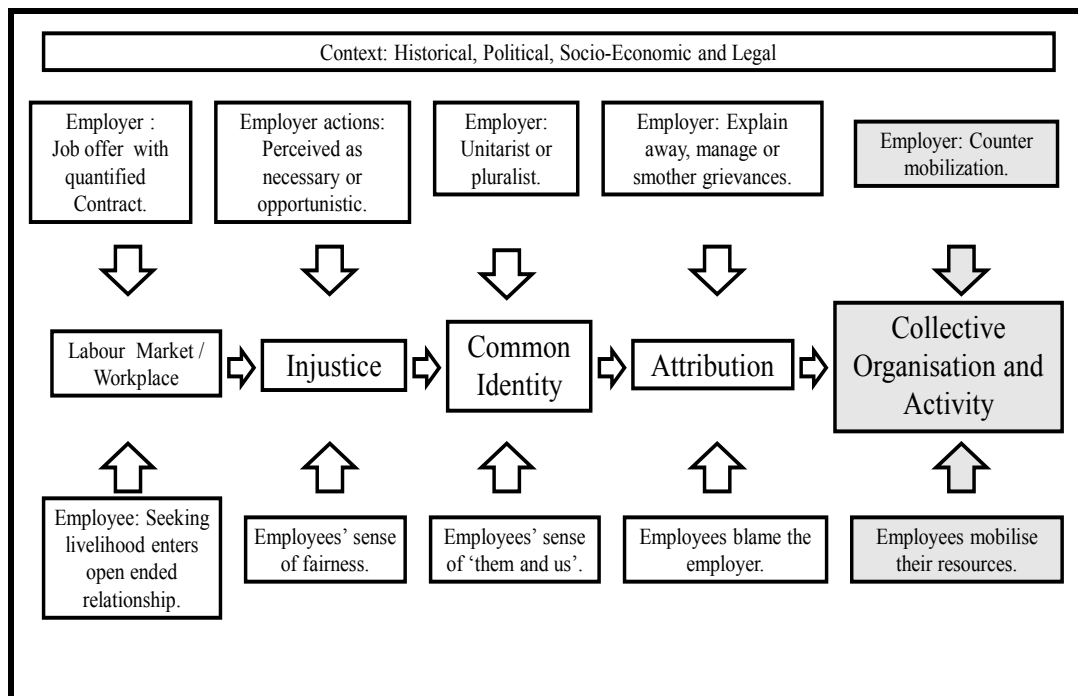 Context: Historical, Political, Socio-Economic and Legal
Employer :
Job offer with
quantified
Contract.
Employer actions:
Perceived as
necessary or
opportunistic.
Employer:
Unitarist or
pluralist.
Employer: Explain
away, manage or
smother grievances.
Employer: Counter
mobilization.
Labour Market /
Workplace
Injustice
Common
Identity
Attribution
Collective
Organisation and
Activity
Employee: Seeking
livelihood enters
open ended
relationship.
Employees’ sense
of fairness.
Employees’ sense
of ‘them and us’.
Employees blame the
employer.
Employees mobilise
their resources.